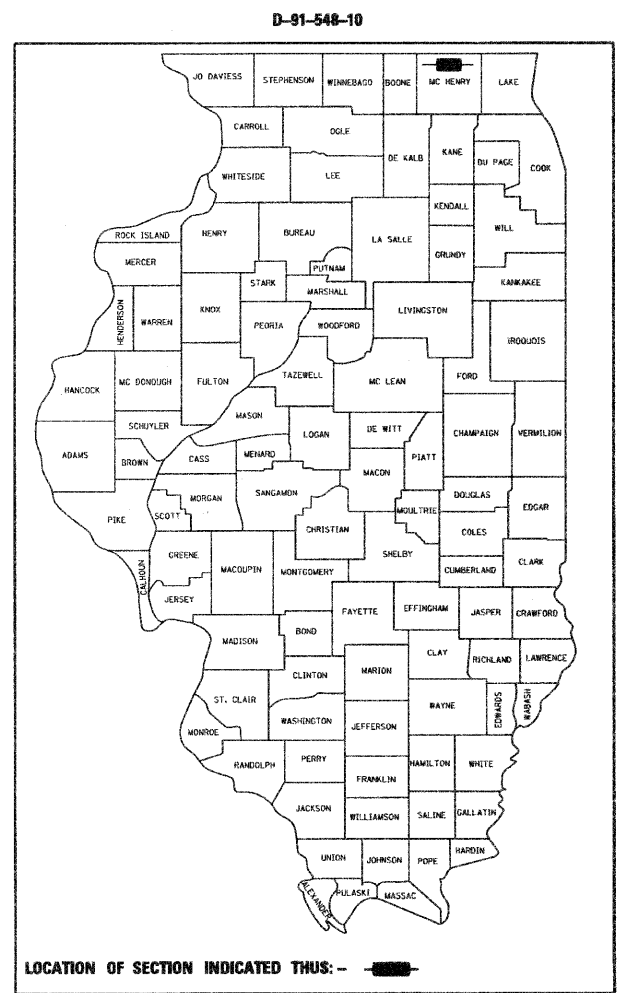 D-91-548-10
JO DAVIESS
STEPHENSON
WINNEBAGO
BOONE
MC HENRY
LAKE
CARROLL
OGLE
DE KALB
KANE
DU PAGE
COOK
WHITESIDE
LEE
KENDALL
WILL
ROCK ISLAND
HENRY
BUREAU
LA SALLE
GRUNDY
MERCER
PUTNAM
STARK
MARSHALL
KANKAKEE
HENDERSON
WARREN
KNOX
PEORIA
WOODFORD
LIVINGSTON
IROQUOIS
HANCOCK
MC DONOUGH
FULTON
TAZEWELL
MC LEAN
FORD
MASON
SCHUYLER
LOGAN
DE WITT
CHAMPAIGN
VERMILION
ADAMS
BROWN
CASS
MENARD
MACON
PIATT
MORGAN
SANGAMON
MOULTRIE
DOUGLAS
EDGAR
PIKE
SCOTT
CHRISTIAN
COLES
SHELBY
CALHOUN
GREENE
MACOUPIN
MONTGOMERY
CUMBERLAND
CLARK
JERSEY
FAYETTE
EFFINGHAM
JASPER
CRAWFORD
MADISON
BOND
CLAY
RICHLAND
LAWRENCE
CLINTON
MARION
ST. CLAIR
WAYNE
EDWARDS
WABASH
WASHINGTON
JEFFERSON
MONROE
RANDOLPH
PERRY
HAMILTON
WHITE
FRANKLIN
JACKSON
WILLIAMSON
SALINE
GALLATIN
UNION
JOHNSON
POPE
HARDIN
ALEXANDER
PULASKI
MASSAC
LOCATION OF SECTION INDICATED THUS: -